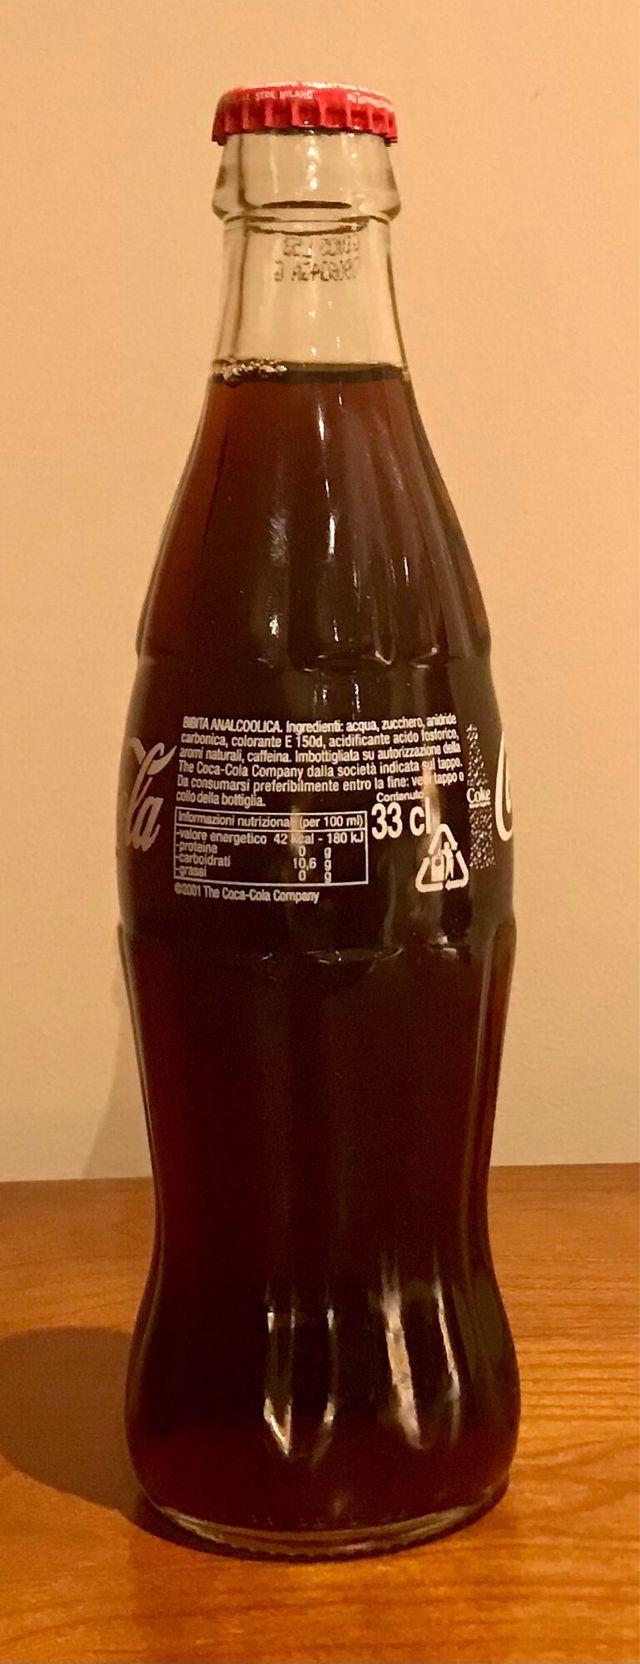 SEDE MILANO
BIBITA ANALCOOLICA. Ingredienti: acqua, zucchero, anidride
carbonica, colorante E 150d, acidificante acido fosforico,
aromi naturali, caffeina. Imbottigliata su autorizzazione della
The Coca-Cola Company dalla società indicata sul tappo.
Da consumarsi preferibilmente entro la fine: vedi tappo o
collo della bottiglia.
Informazioni nutrizionali (per 100 ml)
-valore energetico 42 kcal - 180 kJ
-proteine 0 g
-carboidrati 10,6 g
-grassi 0 g
©2001 The Coca-Cola Company
Contenuto
33 cl
Coke
la